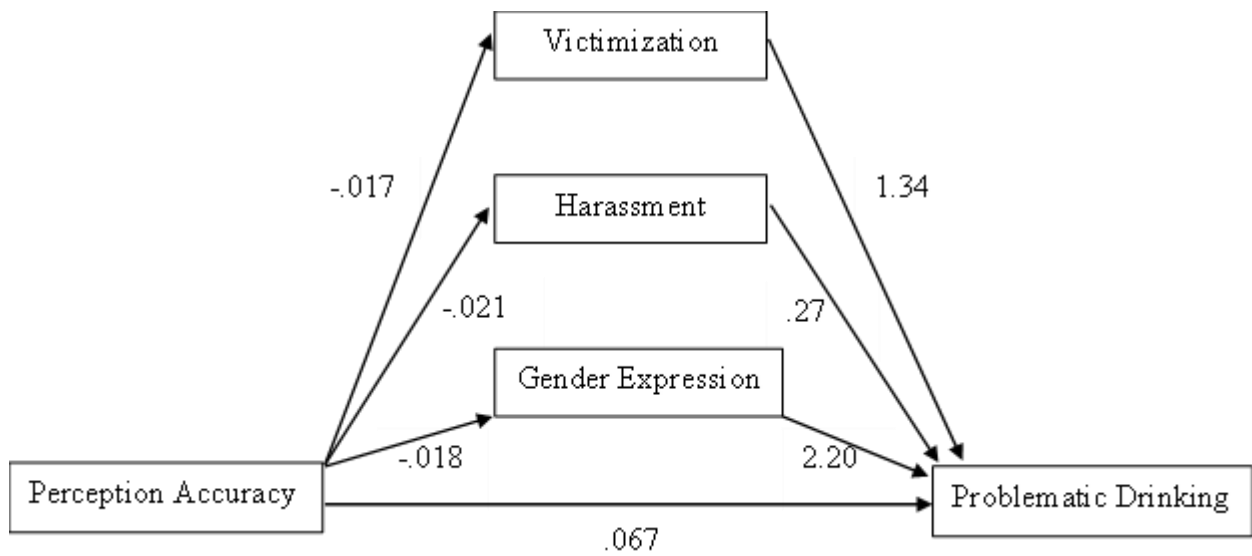 Victimization
-.017
1.34
Harassment
-.021
.27
Gender Expression
-.018
2.20
Perception Accuracy
Problematic Drinking
.067